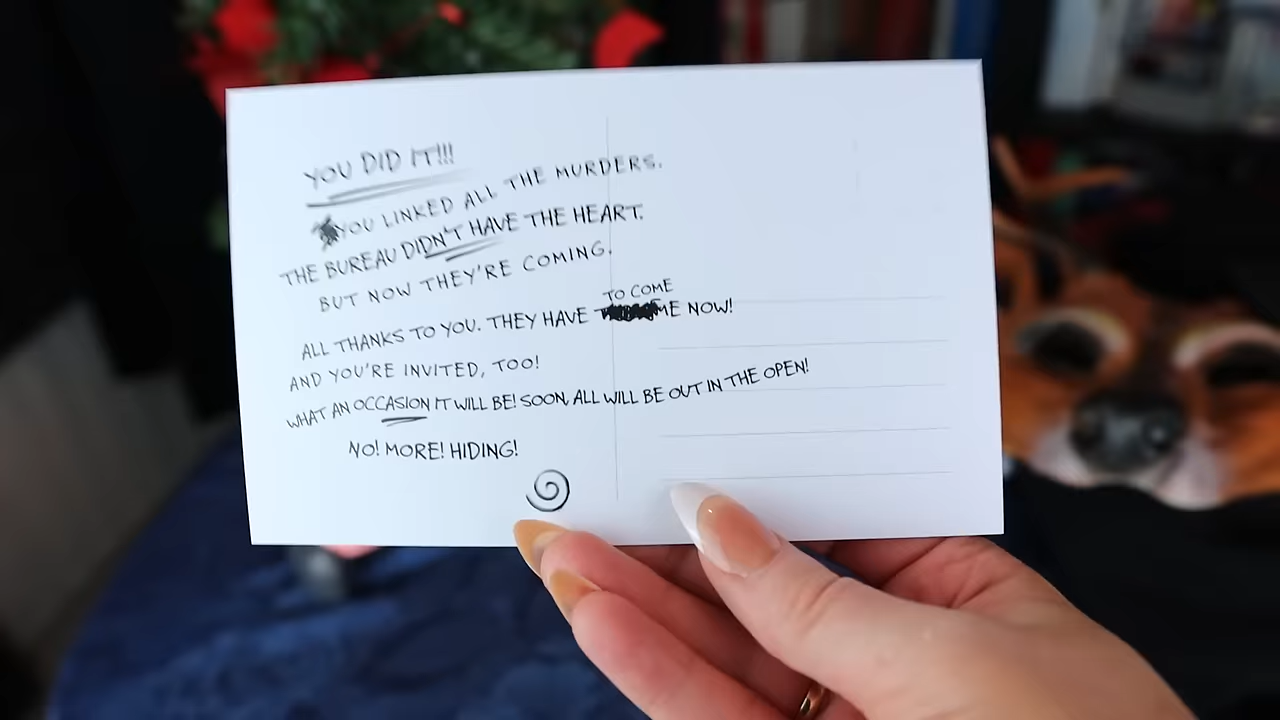 YOU DID IT!!!
YOU LINKED ALL THE MURDERS.
THE BUREAU DIDN'T HAVE THE HEART.
BUT NOW THEY'RE COMING.
TO COME
ALL THANKS TO YOU. THEY HAVE ME NOW!
AND YOU'RE INVITED, TOO!
WHAT AN OCCASION IT WILL BE! SOON, ALL WILL BE OUT IN THE OPEN!
NO! MORE! HIDING!